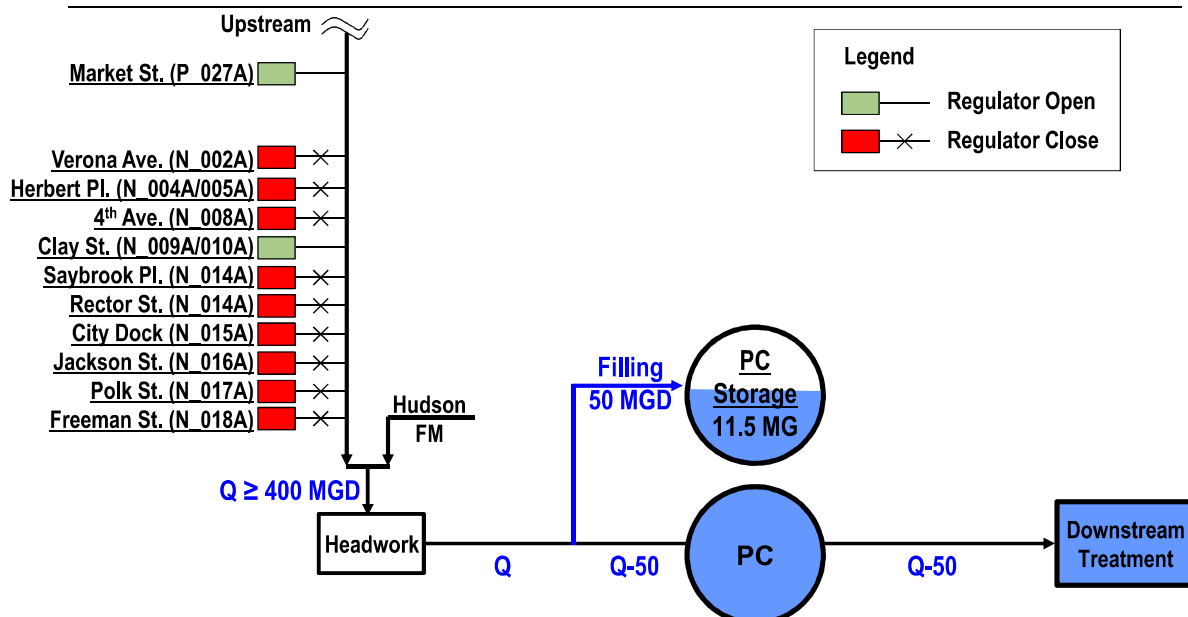 Upstream
Market St. (P_027A)
Verona Ave. (N_002A)
Herbert Pl. (N_004A/005A)
4th Ave. (N_008A)
Clay St. (N_009A/010A)
Saybrook Pl. (N_014A)
Rector St. (N_014A)
City Dock (N_015A)
Jackson St. (N_016A)
Polk St. (N_017A)
Freeman St. (N_018A)
Legend
Regulator Open
Regulator Close
Hudson
FM
Q ≥ 400 MGD
Headwork
Q
Filling
50 MGD
PC
Storage
11.5 MG
Q-50
PC
Q-50
Downstream
Treatment